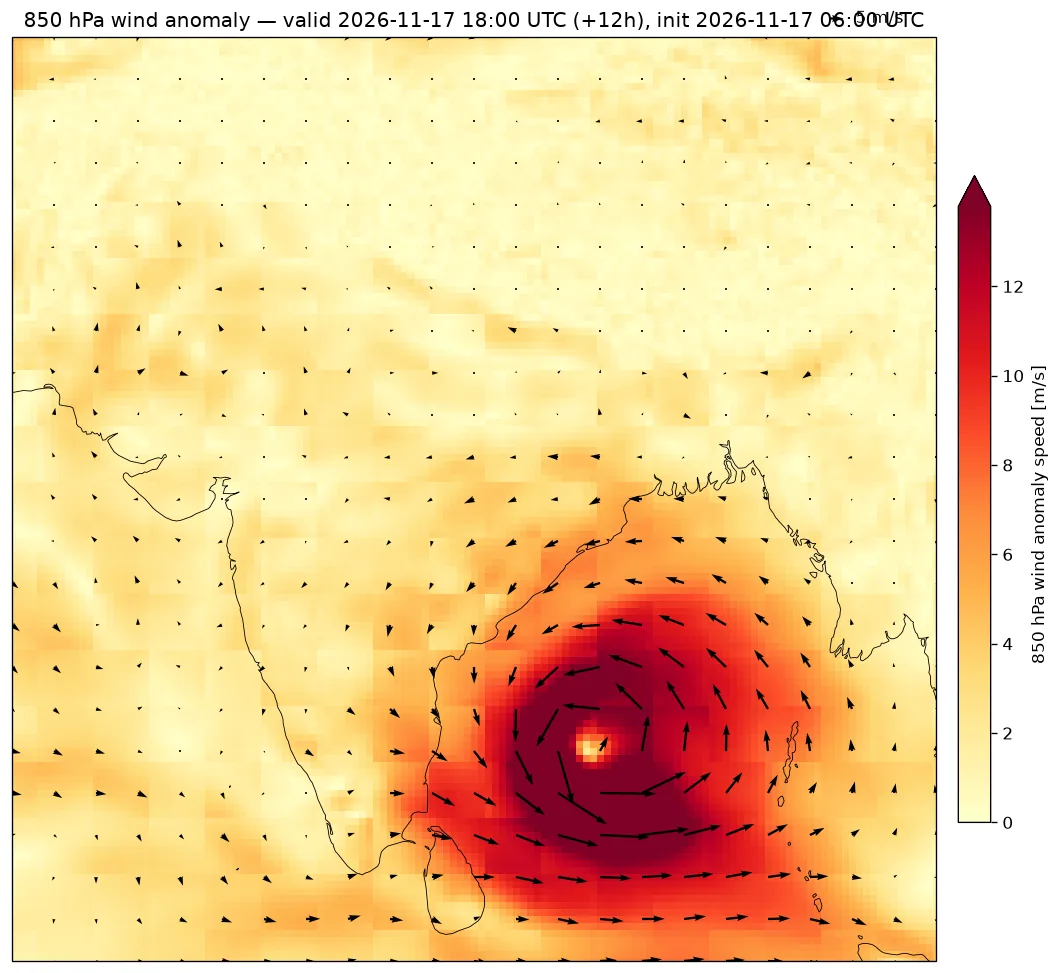 850 hPa wind anomaly — valid 2026-11-17 18:00 UTC (+12h), init 2026-11-17 06:00 UTC
5 m/s
12
10
8
6
4
2
0
850 hPa wind anomaly speed [m/s]